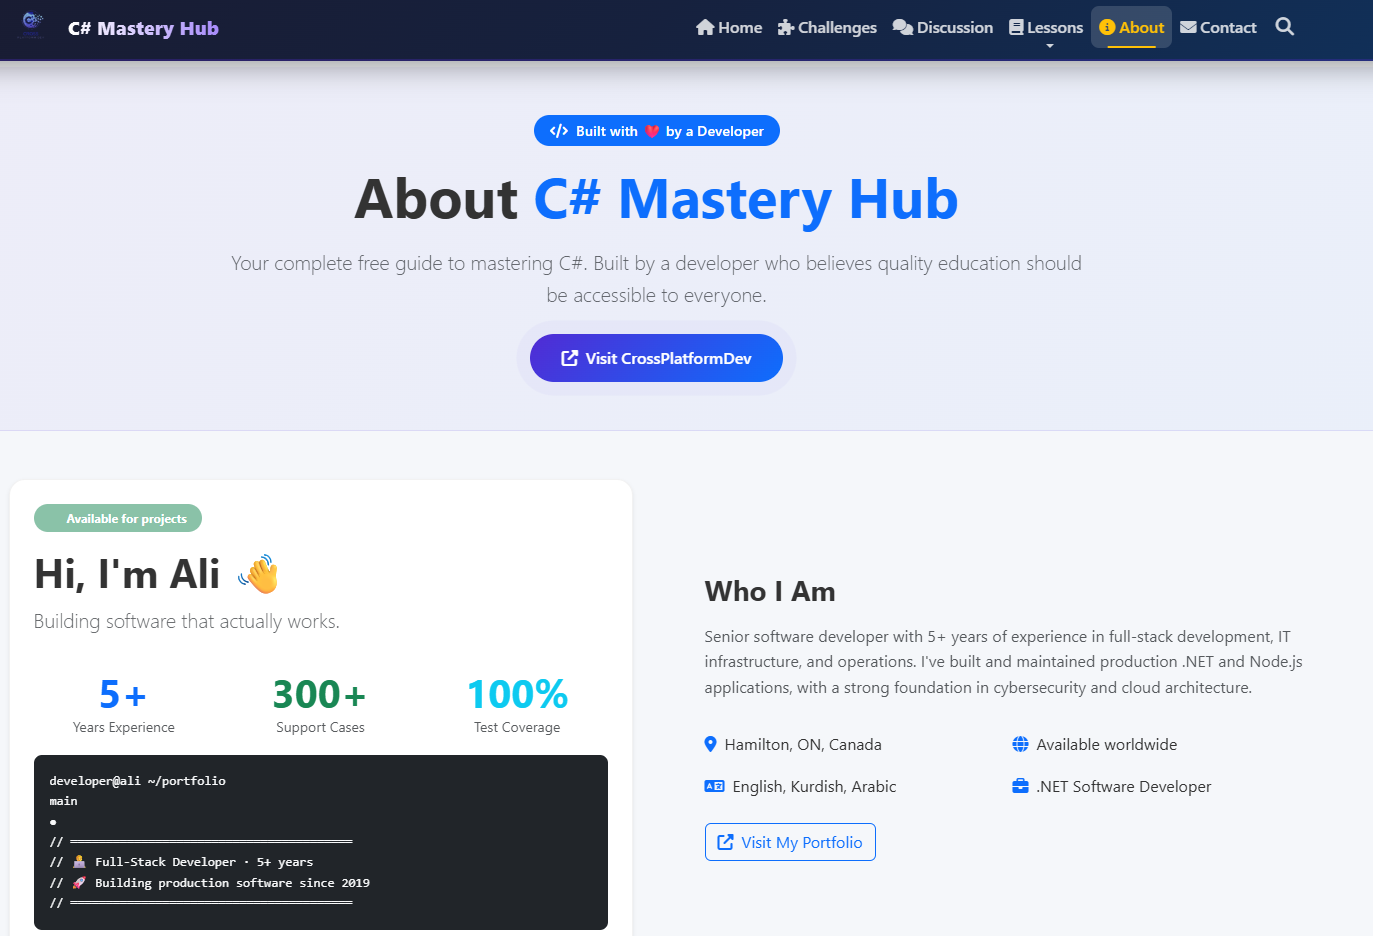 C# Mastery Hub
Home
Challenges
Discussion
Lessons
About
Contact
Built with ❤️ by a Developer
About C# Mastery Hub
Your complete free guide to mastering C#. Built by a developer who believes quality education should
be accessible to everyone.
Visit CrossPlatformDev
Available for projects
Hi, I'm Ali 👋
Building software that actually works.
5+
Years Experience
300+
Support Cases
100%
Test Coverage
developer@ali ~/portfolio
main
●
// ════════════════════════════════════════
// 👨‍💻 Full-Stack Developer · 5+ years
// 🚀 Building production software since 2019
// ════════════════════════════════════════
Who I Am
Senior software developer with 5+ years of experience in full-stack development, IT
infrastructure, and operations. I've built and maintained production .NET and Node.js
applications, with a strong foundation in cybersecurity and cloud architecture.
Hamilton, ON, Canada
Available worldwide
English, Kurdish, Arabic
.NET Software Developer
Visit My Portfolio